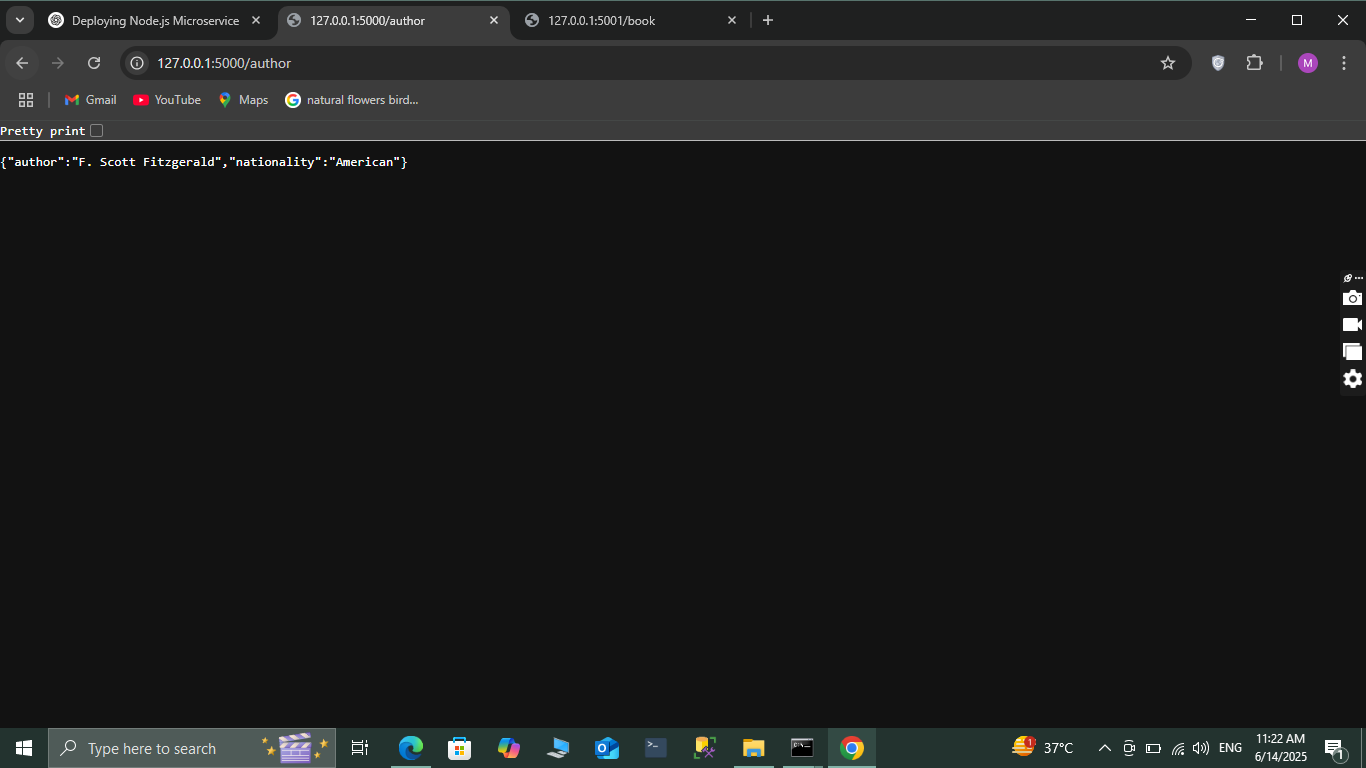 Deploying Node.js Microservice
127.0.0.1:5000/author
127.0.0.1:5001/book
127.0.0.1:5000/author
M
Gmail
YouTube
Maps
natural flowers bird...
Pretty print
{"author":"F. Scott Fitzgerald","nationality":"American"}
Type here to search
1
37°C
ENG
11:22 AM
6/14/2025
1